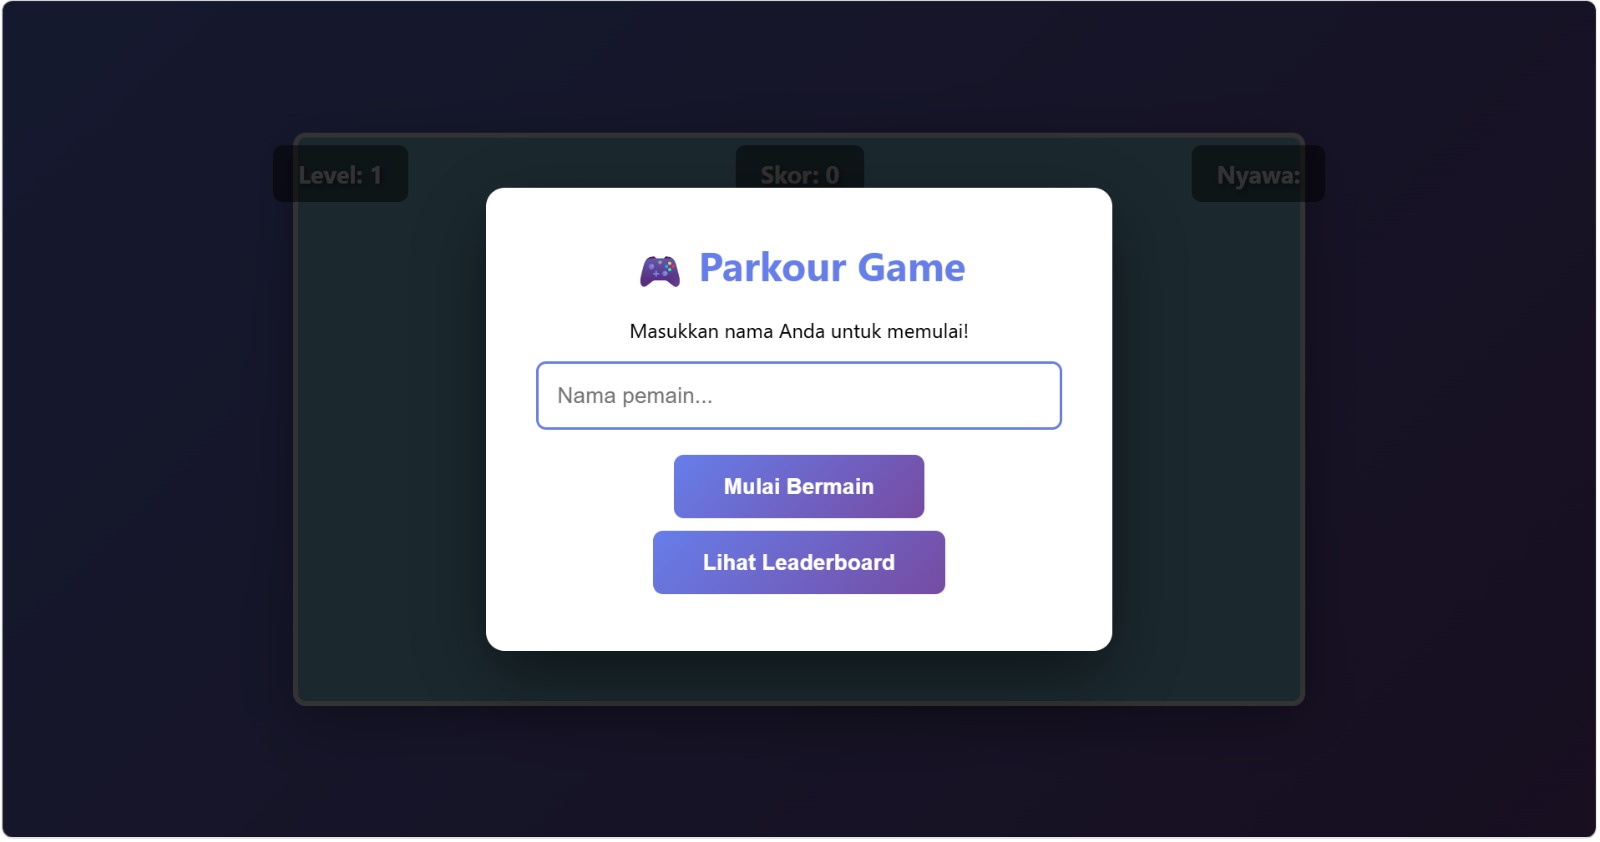 Level: 1
Skor: 0
Nyawa:
Parkour Game
Masukkan nama Anda untuk memulai!
Nama pemain...
Mulai Bermain
Lihat Leaderboard